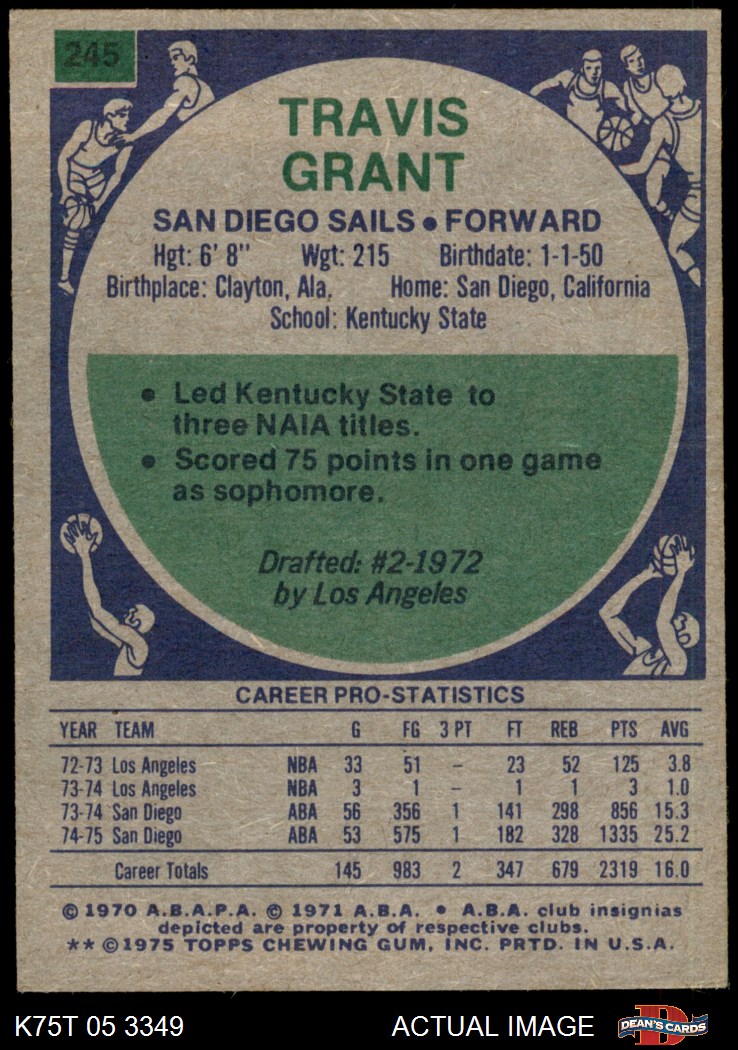 245
TRAVIS
GRANT
SAN DIEGO SAILS • FORWARD
Hgt: 6' 8" Wgt: 215 Birthdate: 1-1-50
Birthplace: Clayton, Ala. Home: San Diego, California
School: Kentucky State
• Led Kentucky State to
three NAIA titles.
• Scored 75 points in one game
as sophomore.
Drafted: #2-1972
by Los Angeles
CAREER PRO-STATISTICS
YEAR TEAM G FG 3 PT FT REB PTS AVG
72-73 Los Angeles NBA 33 51 – 23 52 125 3.8
73-74 Los Angeles NBA 3 1 – 1 1 3 1.0
73-74 San Diego ABA 56 356 1 141 298 856 15.3
74-75 San Diego ABA 53 575 1 182 328 1335 25.2
Career Totals 145 983 2 347 679 2319 16.0
© 1970 A.B.A.P.A. © 1971 A.B.A. • A.B.A. club insignias
depicted are property of respective clubs.
** © 1975 TOPPS CHEWING GUM, INC. PRTD. IN U.S.A.
K75T 05 3349 ACTUAL IMAGE D DEAN'S CARDS